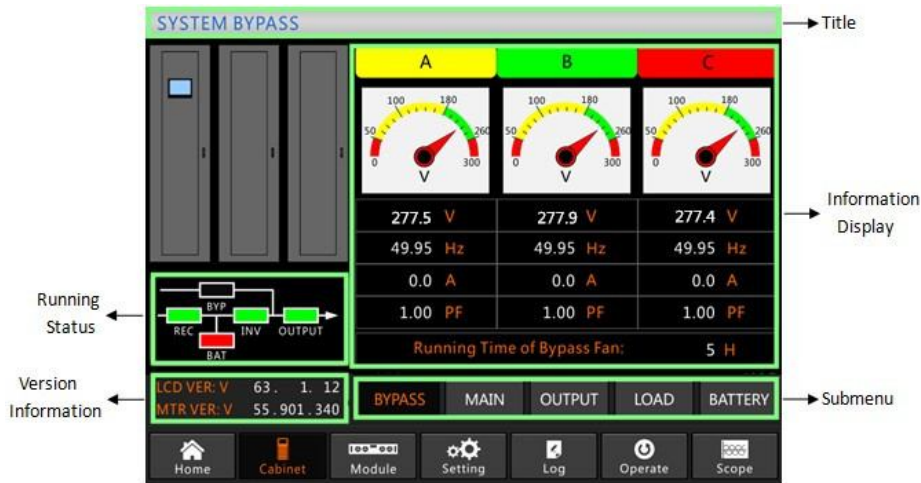 SYSTEM BYPASS
Title
A B C
50 100 180 260 0 300 V
50 100 180 260 0 300 V
50 100 180 260 0 300 V
277.5 V 277.9 V 277.4 V
49.95 Hz 49.95 Hz 49.95 Hz
0.0 A 0.0 A 0.0 A
1.00 PF 1.00 PF 1.00 PF
Running Time of Bypass Fan: 5 H
Information
Display
Running
Status
BYP
REC INV OUTPUT
BAT
Version
Information
LCD VER: V 63. 1. 12
MTR VER: V 55.901.340
BYPASS MAIN OUTPUT LOAD BATTERY
Submenu
Home Cabinet Module Setting Log Operate Scope